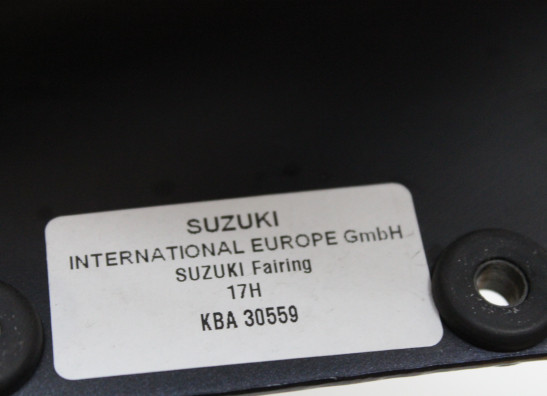 SUZUKI
INTERNATIONAL EUROPE GmbH
SUZUKI Fairing
17H
KBA 30559